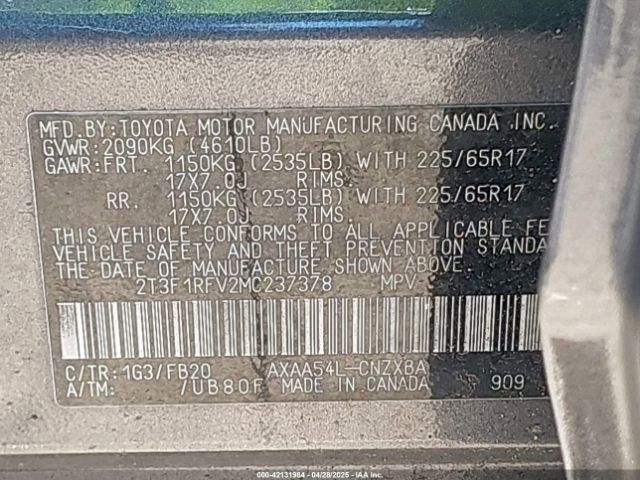 MFD.BY:TOYOTA MOTOR MANUFACTURING CANADA INC.
GVWR:2090KG (4610LB)
GAWR:FRT. 1150KG (2535LB) WITH 225/65R17
17X7.0J RIMS.
RR. 1150KG (2535LB) WITH 225/65R17
17X7.0J RIMS.
THIS VEHICLE CONFORMS TO ALL APPLICABLE FE
VEHICLE SAFETY AND THEFT PREVENTION STANDA
THE DATE OF MANUFACTURE SHOWN ABOVE.
2T3F1RFV2MC237378 MPV
C/TR:1G3/FB20 AXAA54L-CNZXBA
A/TM: /UB80F MADE IN CANADA 909
000-42131984 - 04/28/2025 - IAAI.COM